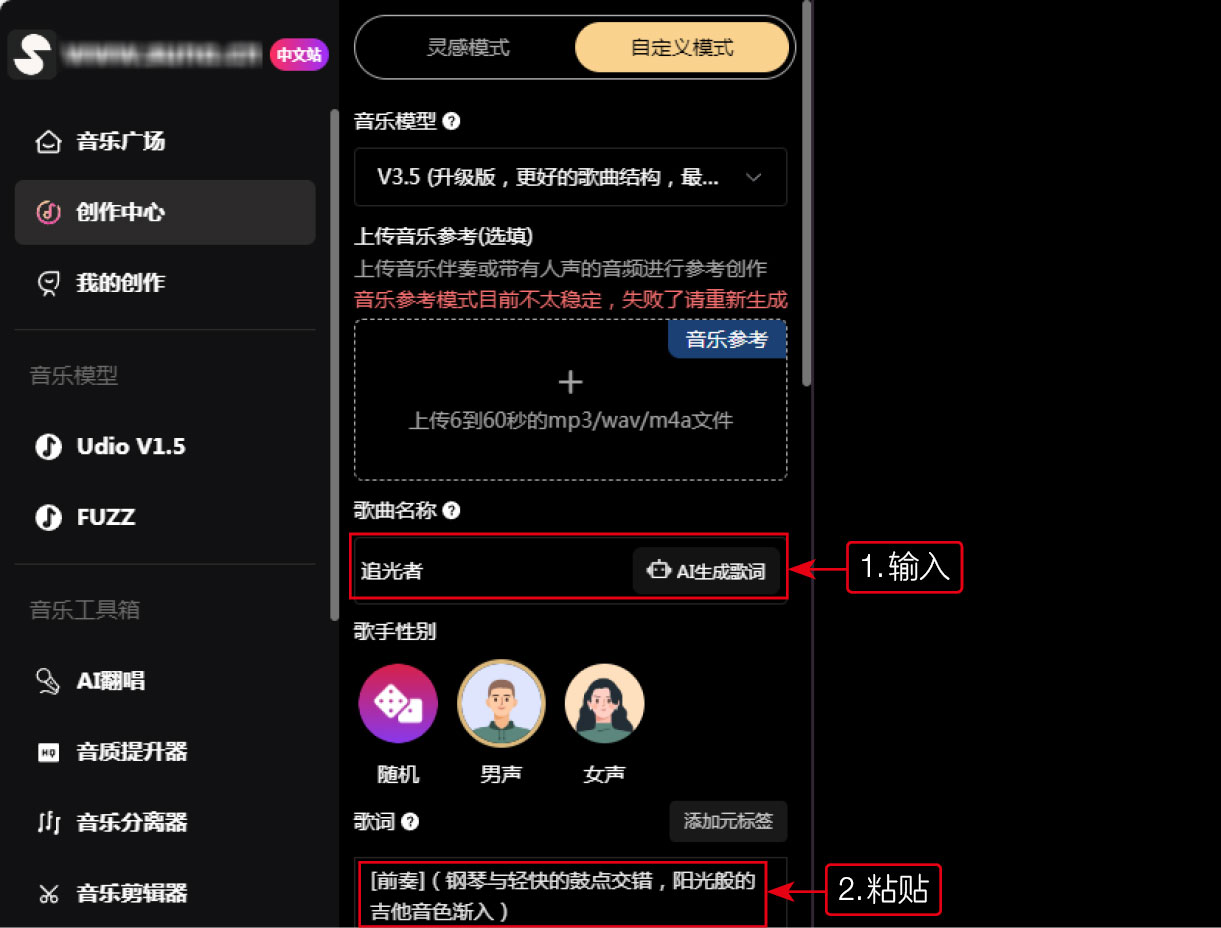 中文站
音乐广场
创作中心
我的创作
音乐模型
Udio V1.5
FUZZ
音乐工具箱
AI翻唱
HQ
音质提升器
音乐分离器
音乐剪辑器
灵感模式
自定义模式
音乐模型
V3.5 (升级版，更好的歌曲结构，最...
上传音乐参考(选填)
上传音乐伴奏或带有人声的音频进行参考创作
音乐参考模式目前不太稳定，失败了请重新生成
音乐参考
上传6到60秒的mp3/wav/m4a文件
歌曲名称
追光者
AI生成歌词
1.输入
歌手性别
随机
男声
女声
歌词
添加元标签
[前奏]（钢琴与轻快的鼓点交错，阳光般的
吉他音色渐入）
2.粘贴